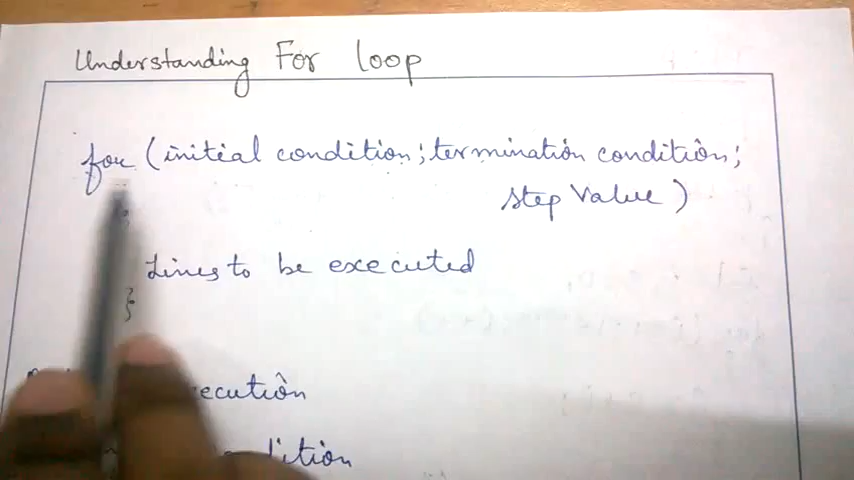 Understanding For loop
for (initial condition; termination condition;
step value)
Lines to be executed
}